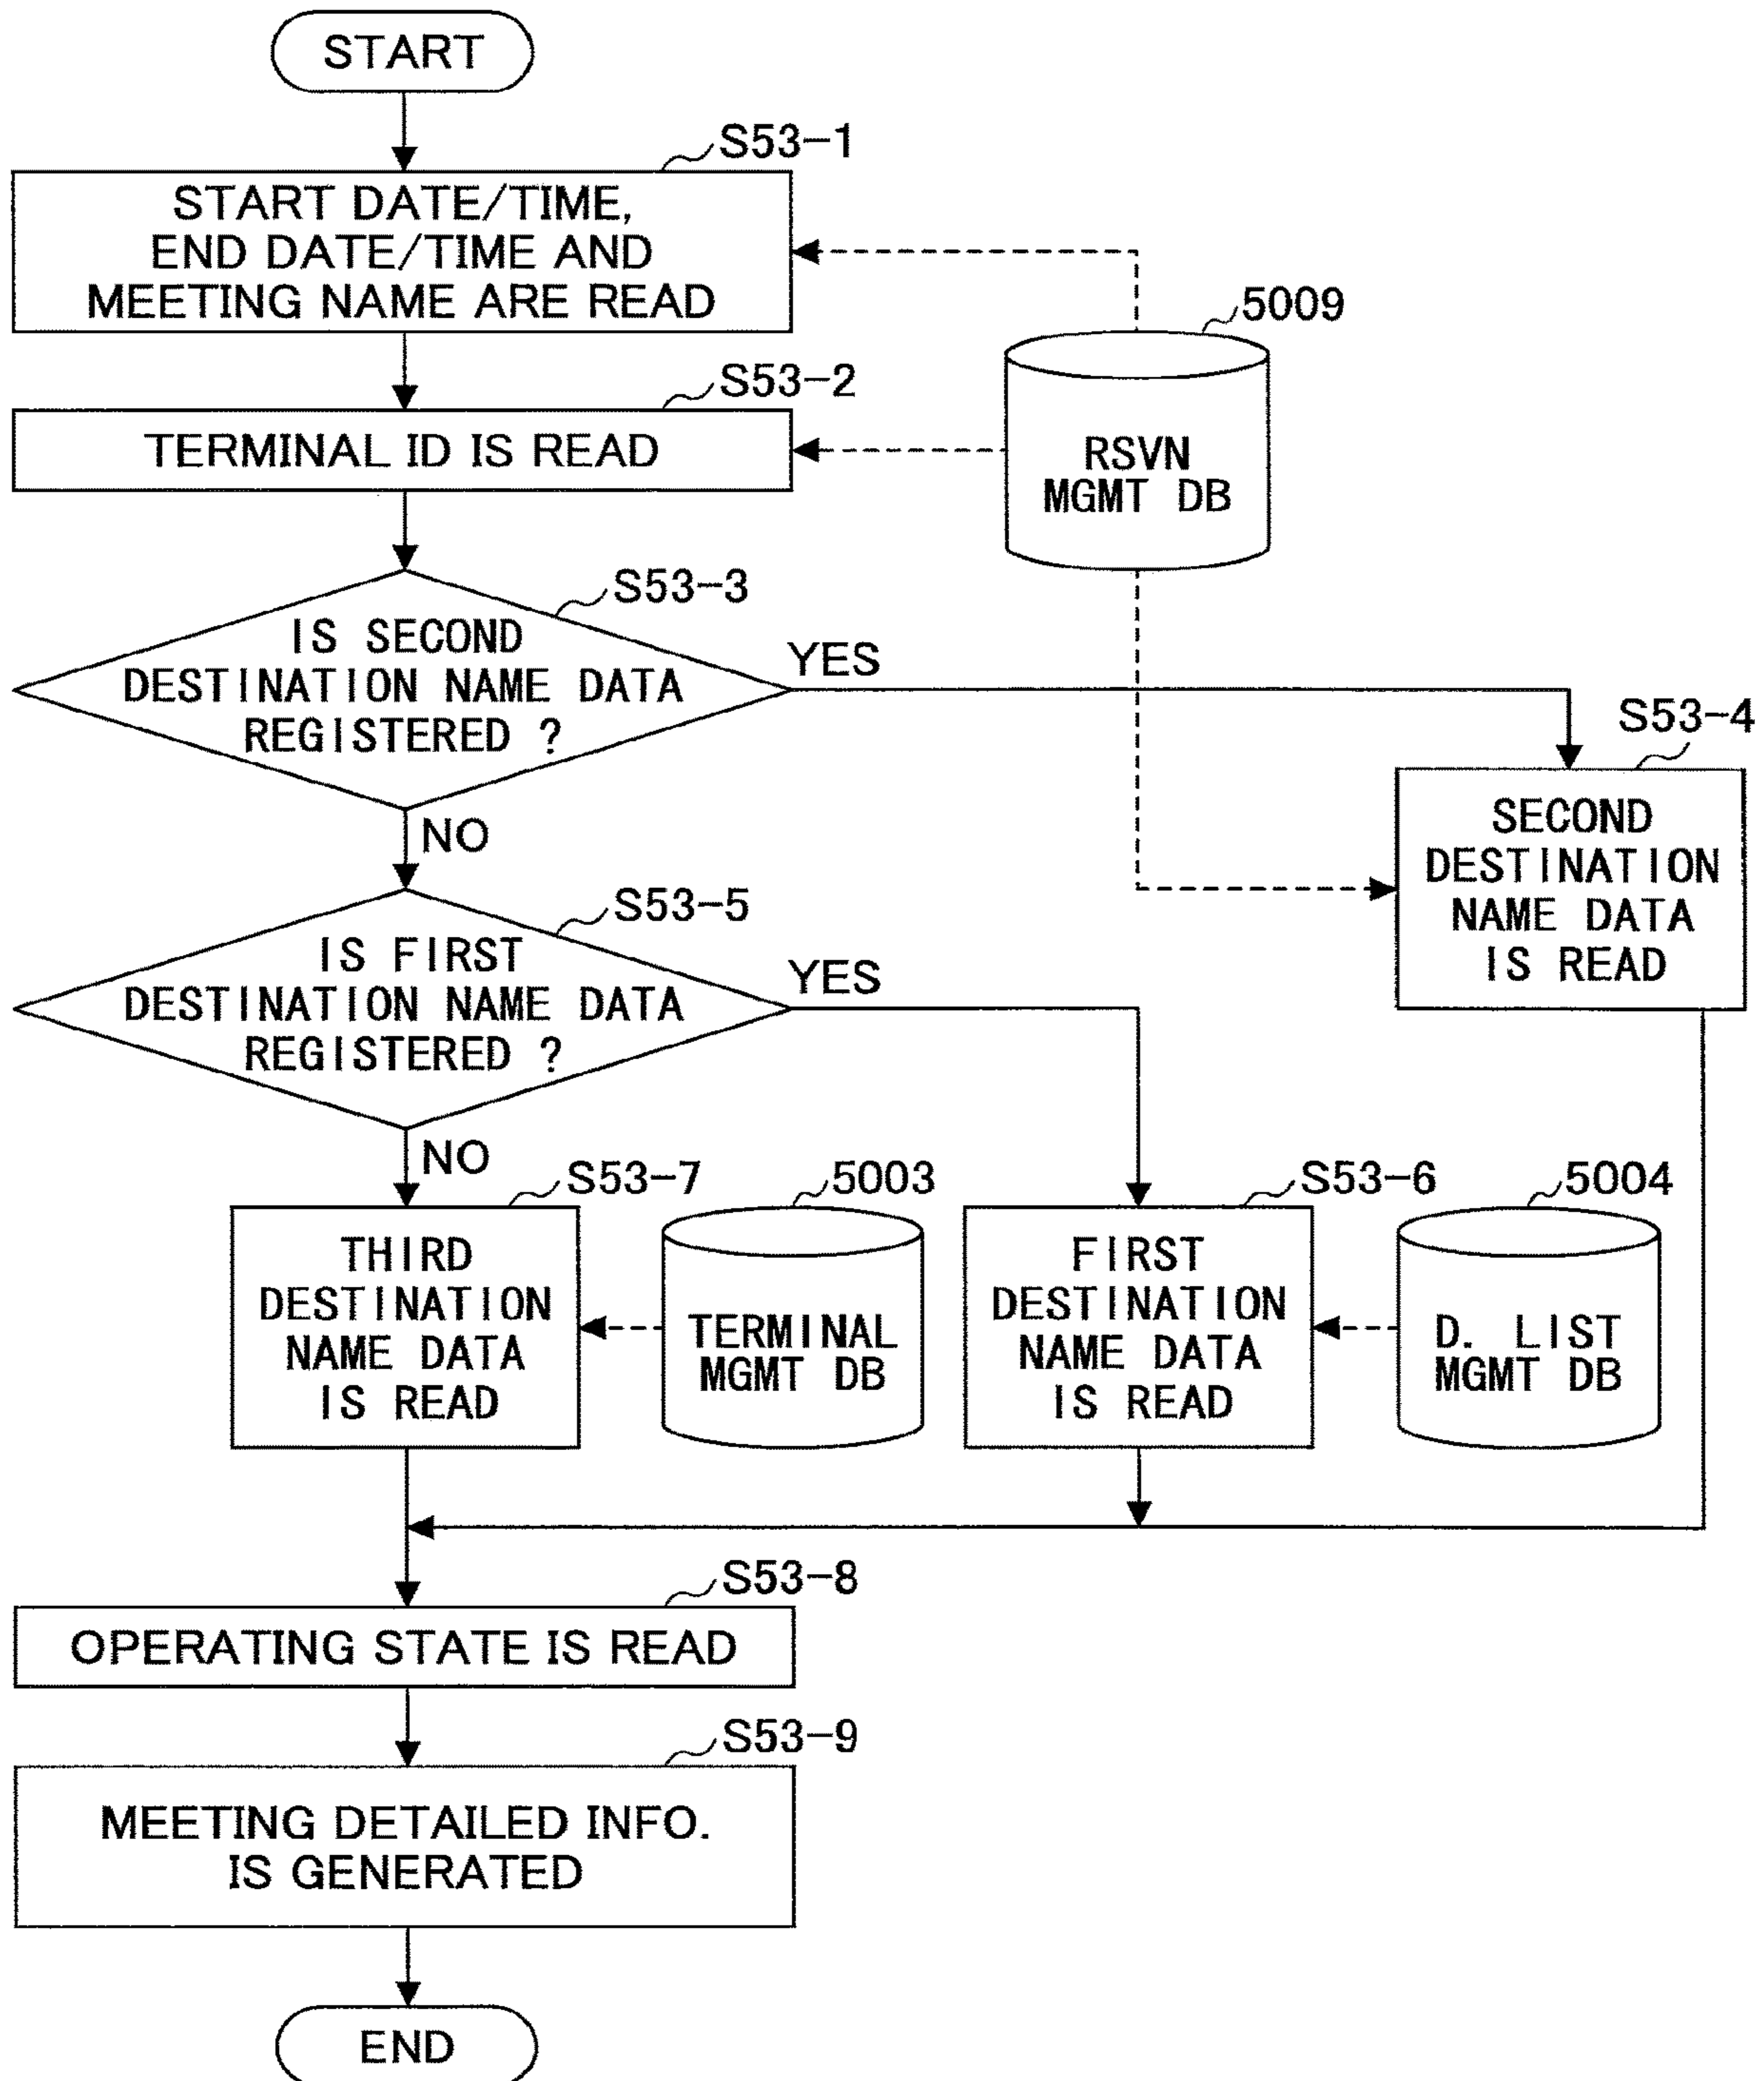 START
S53-1
START DATE/TIME,
END DATE/TIME AND
MEETING NAME ARE READ
5009
S53-2
TERMINAL ID IS READ
RSVN
MGMT DB
S53-3
IS SECOND
DESTINATION NAME DATA
REGISTERED ?
YES
NO
S53-4
SECOND
DESTINATION
NAME DATA
IS READ
S53-5
IS FIRST
DESTINATION NAME DATA
REGISTERED ?
YES
NO
S53-7
THIRD
DESTINATION
NAME DATA
IS READ
5003
TERMINAL
MGMT DB
S53-6
FIRST
DESTINATION
NAME DATA
IS READ
5004
D. LIST
MGMT DB
S53-8
OPERATING STATE IS READ
S53-9
MEETING DETAILED INFO.
IS GENERATED
END